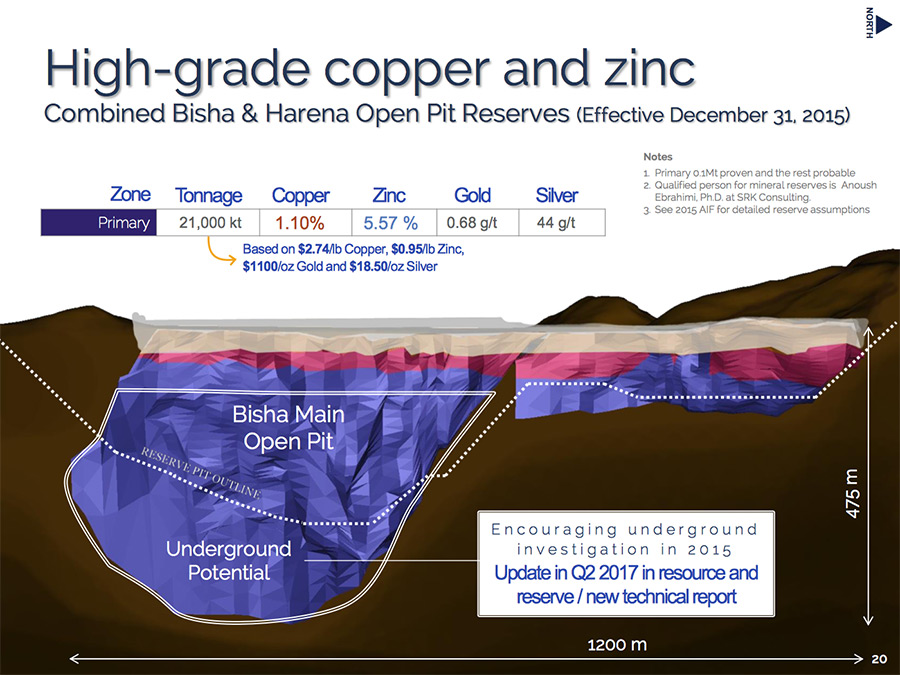 NORTH
High-grade copper and zinc
Combined Bisha & Harena Open Pit Reserves (Effective December 31, 2015)
Notes
1. Primary 0.1Mt proven and the rest probable
2. Qualified person for mineral reserves is Anoush
Ebrahimi, Ph.D. at SRK Consulting.
3. See 2015 AIF for detailed reserve assumptions
Zone Tonnage Copper Zinc Gold Silver
Primary 21,000 kt 1.10% 5.57 % 0.68 g/t 44 g/t
Based on $2.74/lb Copper, $0.95/lb Zinc,
$1100/oz Gold and $18.50/oz Silver
Bisha Main
Open Pit
RESERVE PIT OUTLINE
Underground
Potential
475 m
Encouraging underground
investigation in 2015
Update in Q2 2017 in resource and
reserve / new technical report
1200 m
20